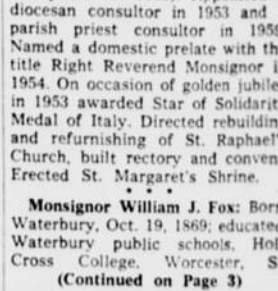 diocesan consultor in 1953 and
parish priest consultor in 1959
Named a domestic prelate with th
title Right Reverend Monsignor i
1954. On occasion of golden jubile
in 1953 awarded Star of Solidarit
Medal of Italy. Directed rebuildin
and refurnishing of St. Raphael'
Church, built rectory and conven
Erected St. Margaret's Shrine.
• • •
Monsignor William J. Fox: Born
Waterbury, Oct. 19, 1869; educated
Waterbury public schools, Hol
Cross College, Worcester, S
(Continued on Page 3)